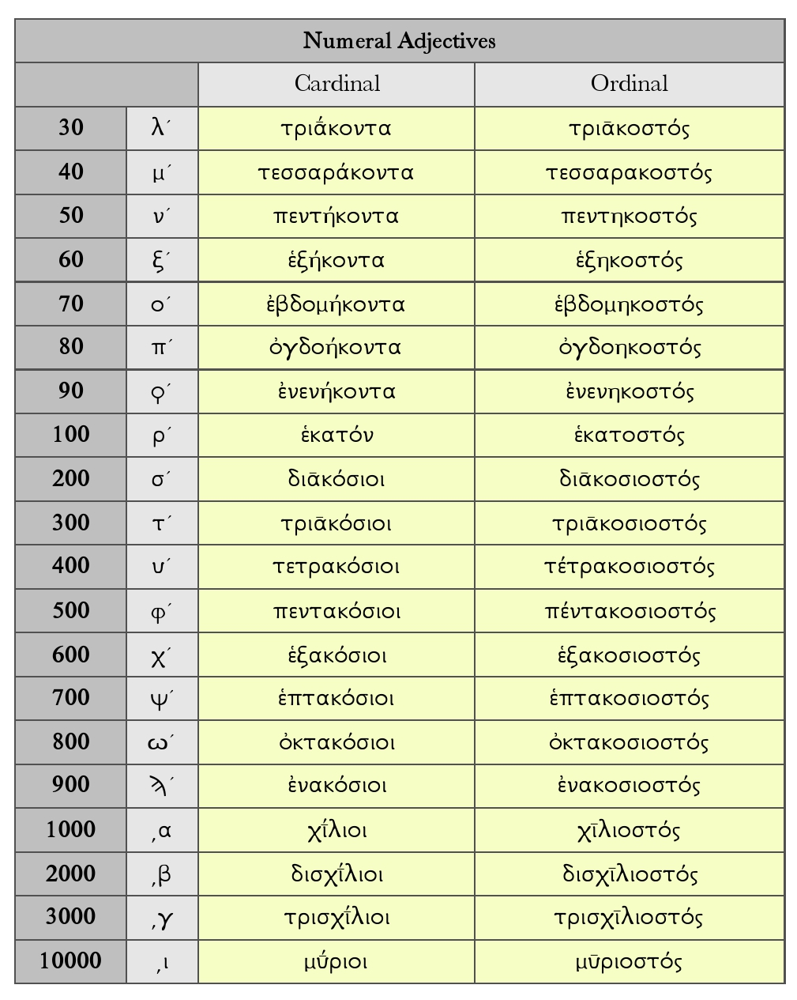 Numeral Adjectives
Cardinal Ordinal
30 λ´ τριᾱ́κοντα τριᾱκοστός
40 μ´ τεσσαράκοντα τεσσαρακοστός
50 ν´ πεντήκοντα πεντηκοστός
60 ξ´ ἑξήκοντα ἑξηκοστός
70 ο´ ἐβδομήκοντα ἑβδομηκοστός
80 π´ ὀγδοήκοντα ὀγδοηκοστός
90 ϙ´ ἐνενήκοντα ἐνενηκοστός
100 ρ´ ἑκατόν ἑκατοστός
200 σ´ διᾱκόσιοι διᾱκοσιοστός
300 τ´ τριᾱκόσιοι τριᾱκοσιοστός
400 υ´ τετρακόσιοι τέτρακοσιοστός
500 φ´ πεντακόσιοι πέντακοσιοστός
600 χ´ ἑξακόσιοι ἑξακοσιοστός
700 ψ´ ἑπτακόσιοι ἑπτακοσιοστός
800 ω´ ὀκτακόσιοι ὀκτακοσιοστός
900 ϡ´ ἐνακόσιοι ἐνακοσιοστός
1000 ͵α χῑ́λιοι χῑλιοστός
2000 ͵β δισχῑ́λιοι δισχῑλιοστός
3000 ͵γ τρισχῑ́λιοι τρισχῑλιοστός
10000 ͵ι μῡ́ριοι μῡριοστός